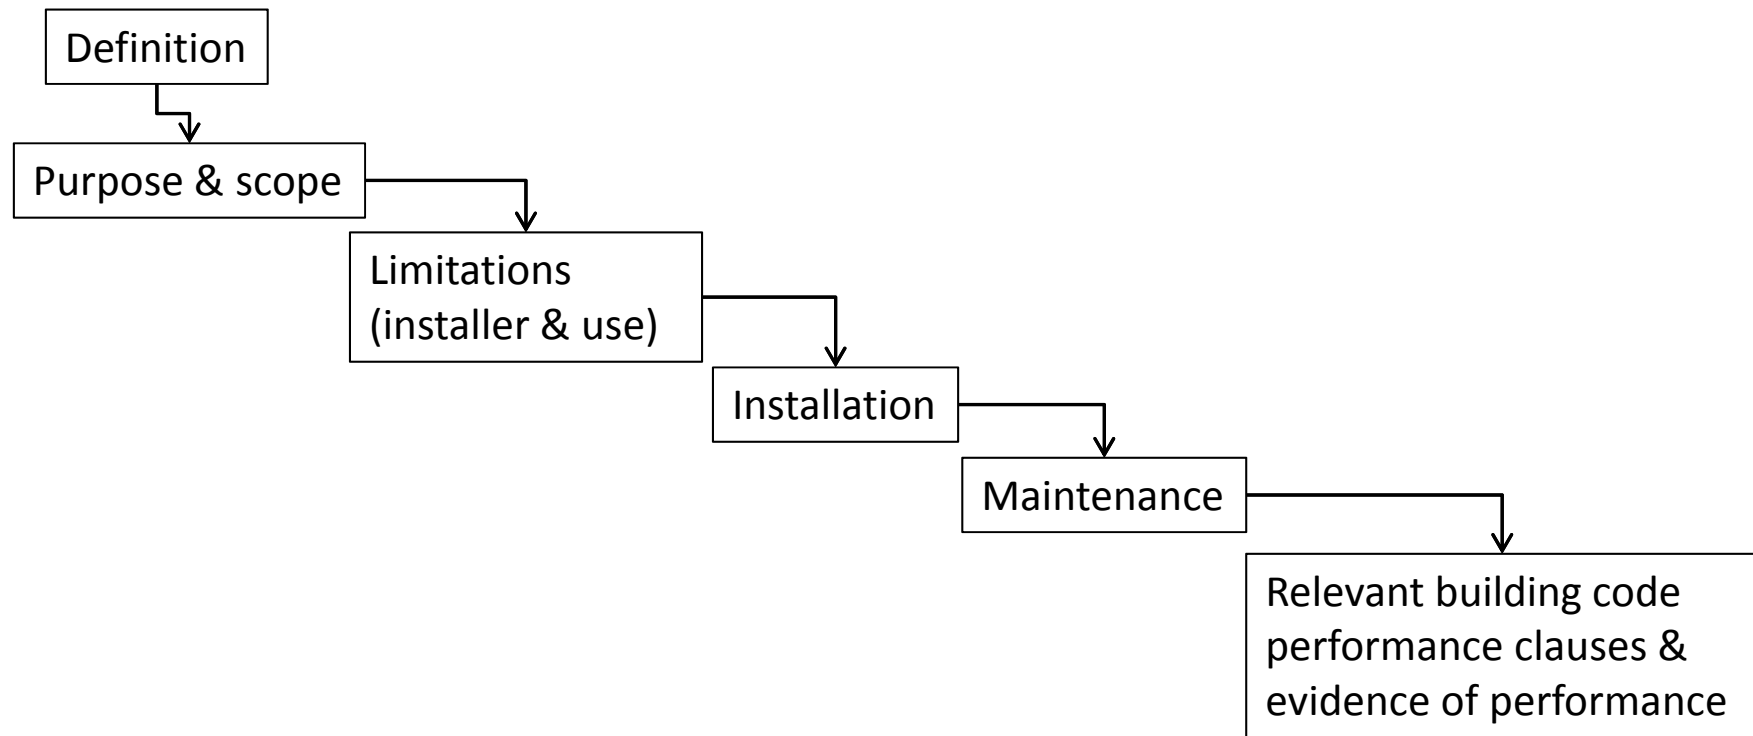 Definition
Purpose & scope
Limitations
(installer & use)
Installation
Maintenance
Relevant building code
performance clauses &
evidence of performance